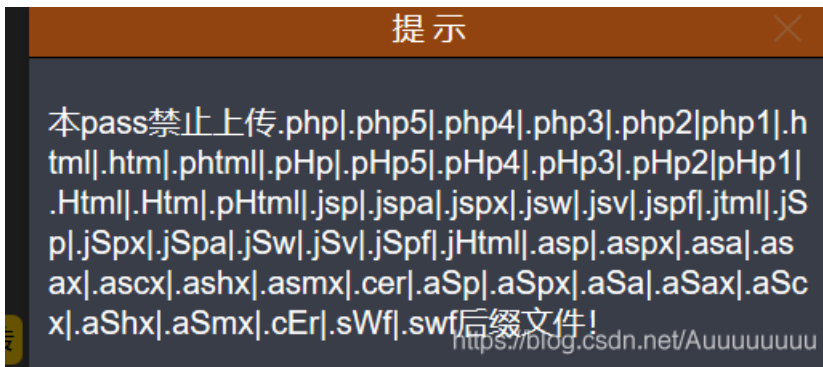 提示
本pass禁止上传.php|.php5|.php4|.php3|.php2|php1|.h
tml|.htm|.phtml|.pHp|.pHp5|.pHp4|.pHp3|.pHp2|pHp1|
.Html|.Htm|.pHtml|.jsp|.jspa|.jspx|.jsw|.jsv|.jspf|.jtml|.jS
p|.jSpx|.jSpa|.jSw|.jSv|.jSpf|.jHtml|.asp|.aspx|.asa|.as
ax|.ascx|.ashx|.asmx|.cer|.aSp|.aSpx|.aSa|.aSax|.aSc
x|.aShx|.aSmx|.cEr|.sWf|.swf后缀文件!
https://blog.csdn.net/Auuuuuuuu